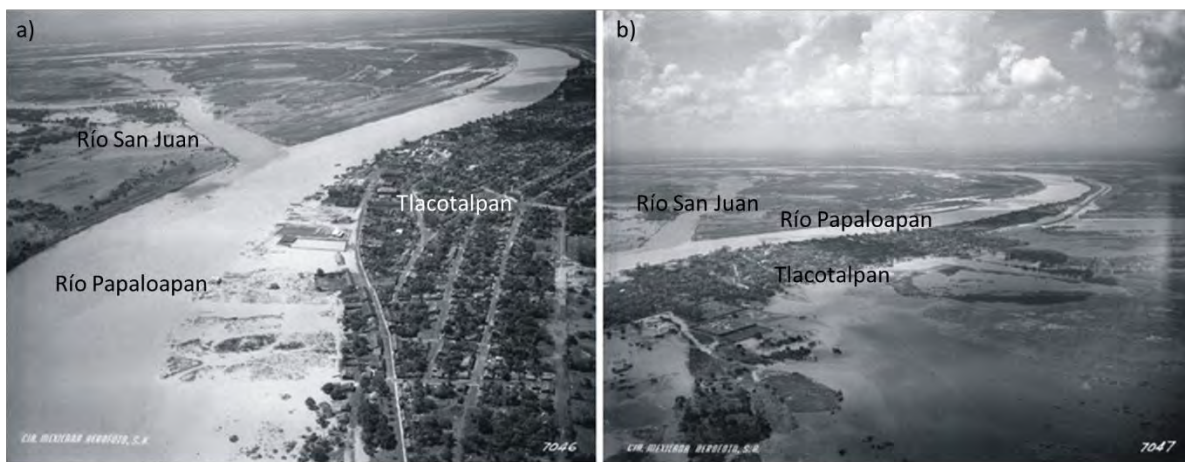 a)
Río San Juan
Tlacotalpan
Río Papaloapan
CIA. MEXICANA AEROFOTO, S.A.
7046
b)
Río San Juan
Río Papaloapan
Tlacotalpan
CIA. MEXICANA AEROFOTO, S.A.
7047